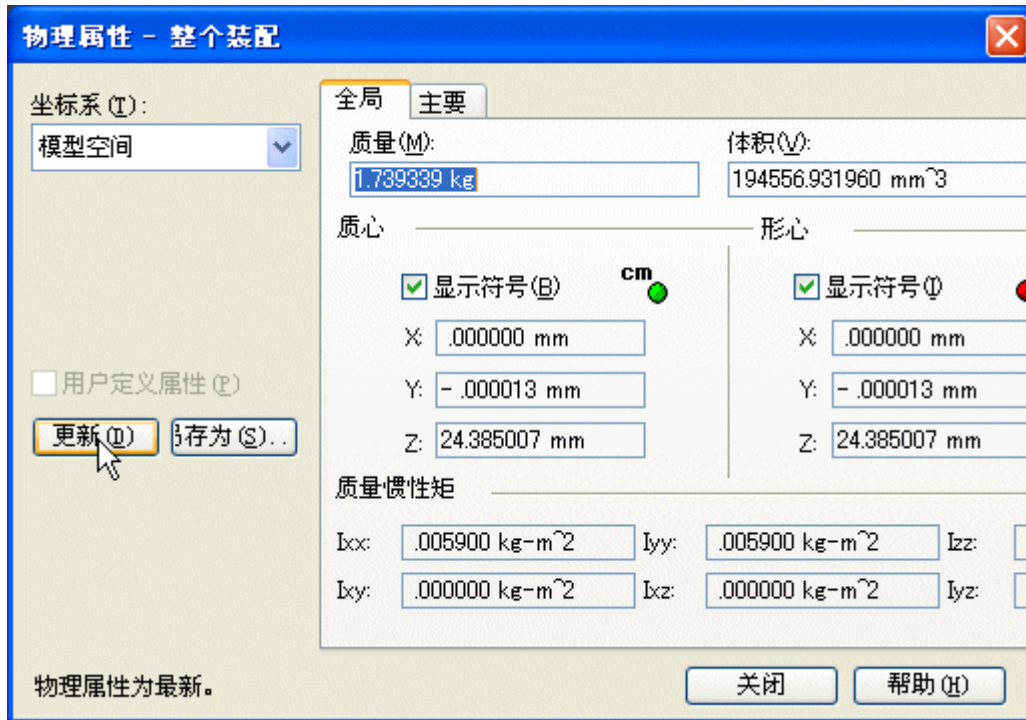 物理属性 - 整个装配
坐标系(T):
模型空间
全局 主要
质量(M): 体积(V):
1.739339 kg 194556.931960 mm^3
质心 形心
显示符号(B) cm 显示符号(I)
X: .000000 mm X: .000000 mm
用户定义属性(P) Y: - .000013 mm Y: - .000013 mm
更新(D) 另存为(S)..
Z: 24.385007 mm Z: 24.385007 mm
质量惯性矩
Ixx: .005900 kg-m^2 Iyy: .005900 kg-m^2 Izz:
Ixy: .000000 kg-m^2 Ixz: .000000 kg-m^2 Iyz:
物理属性为最新。 关闭 帮助(H)